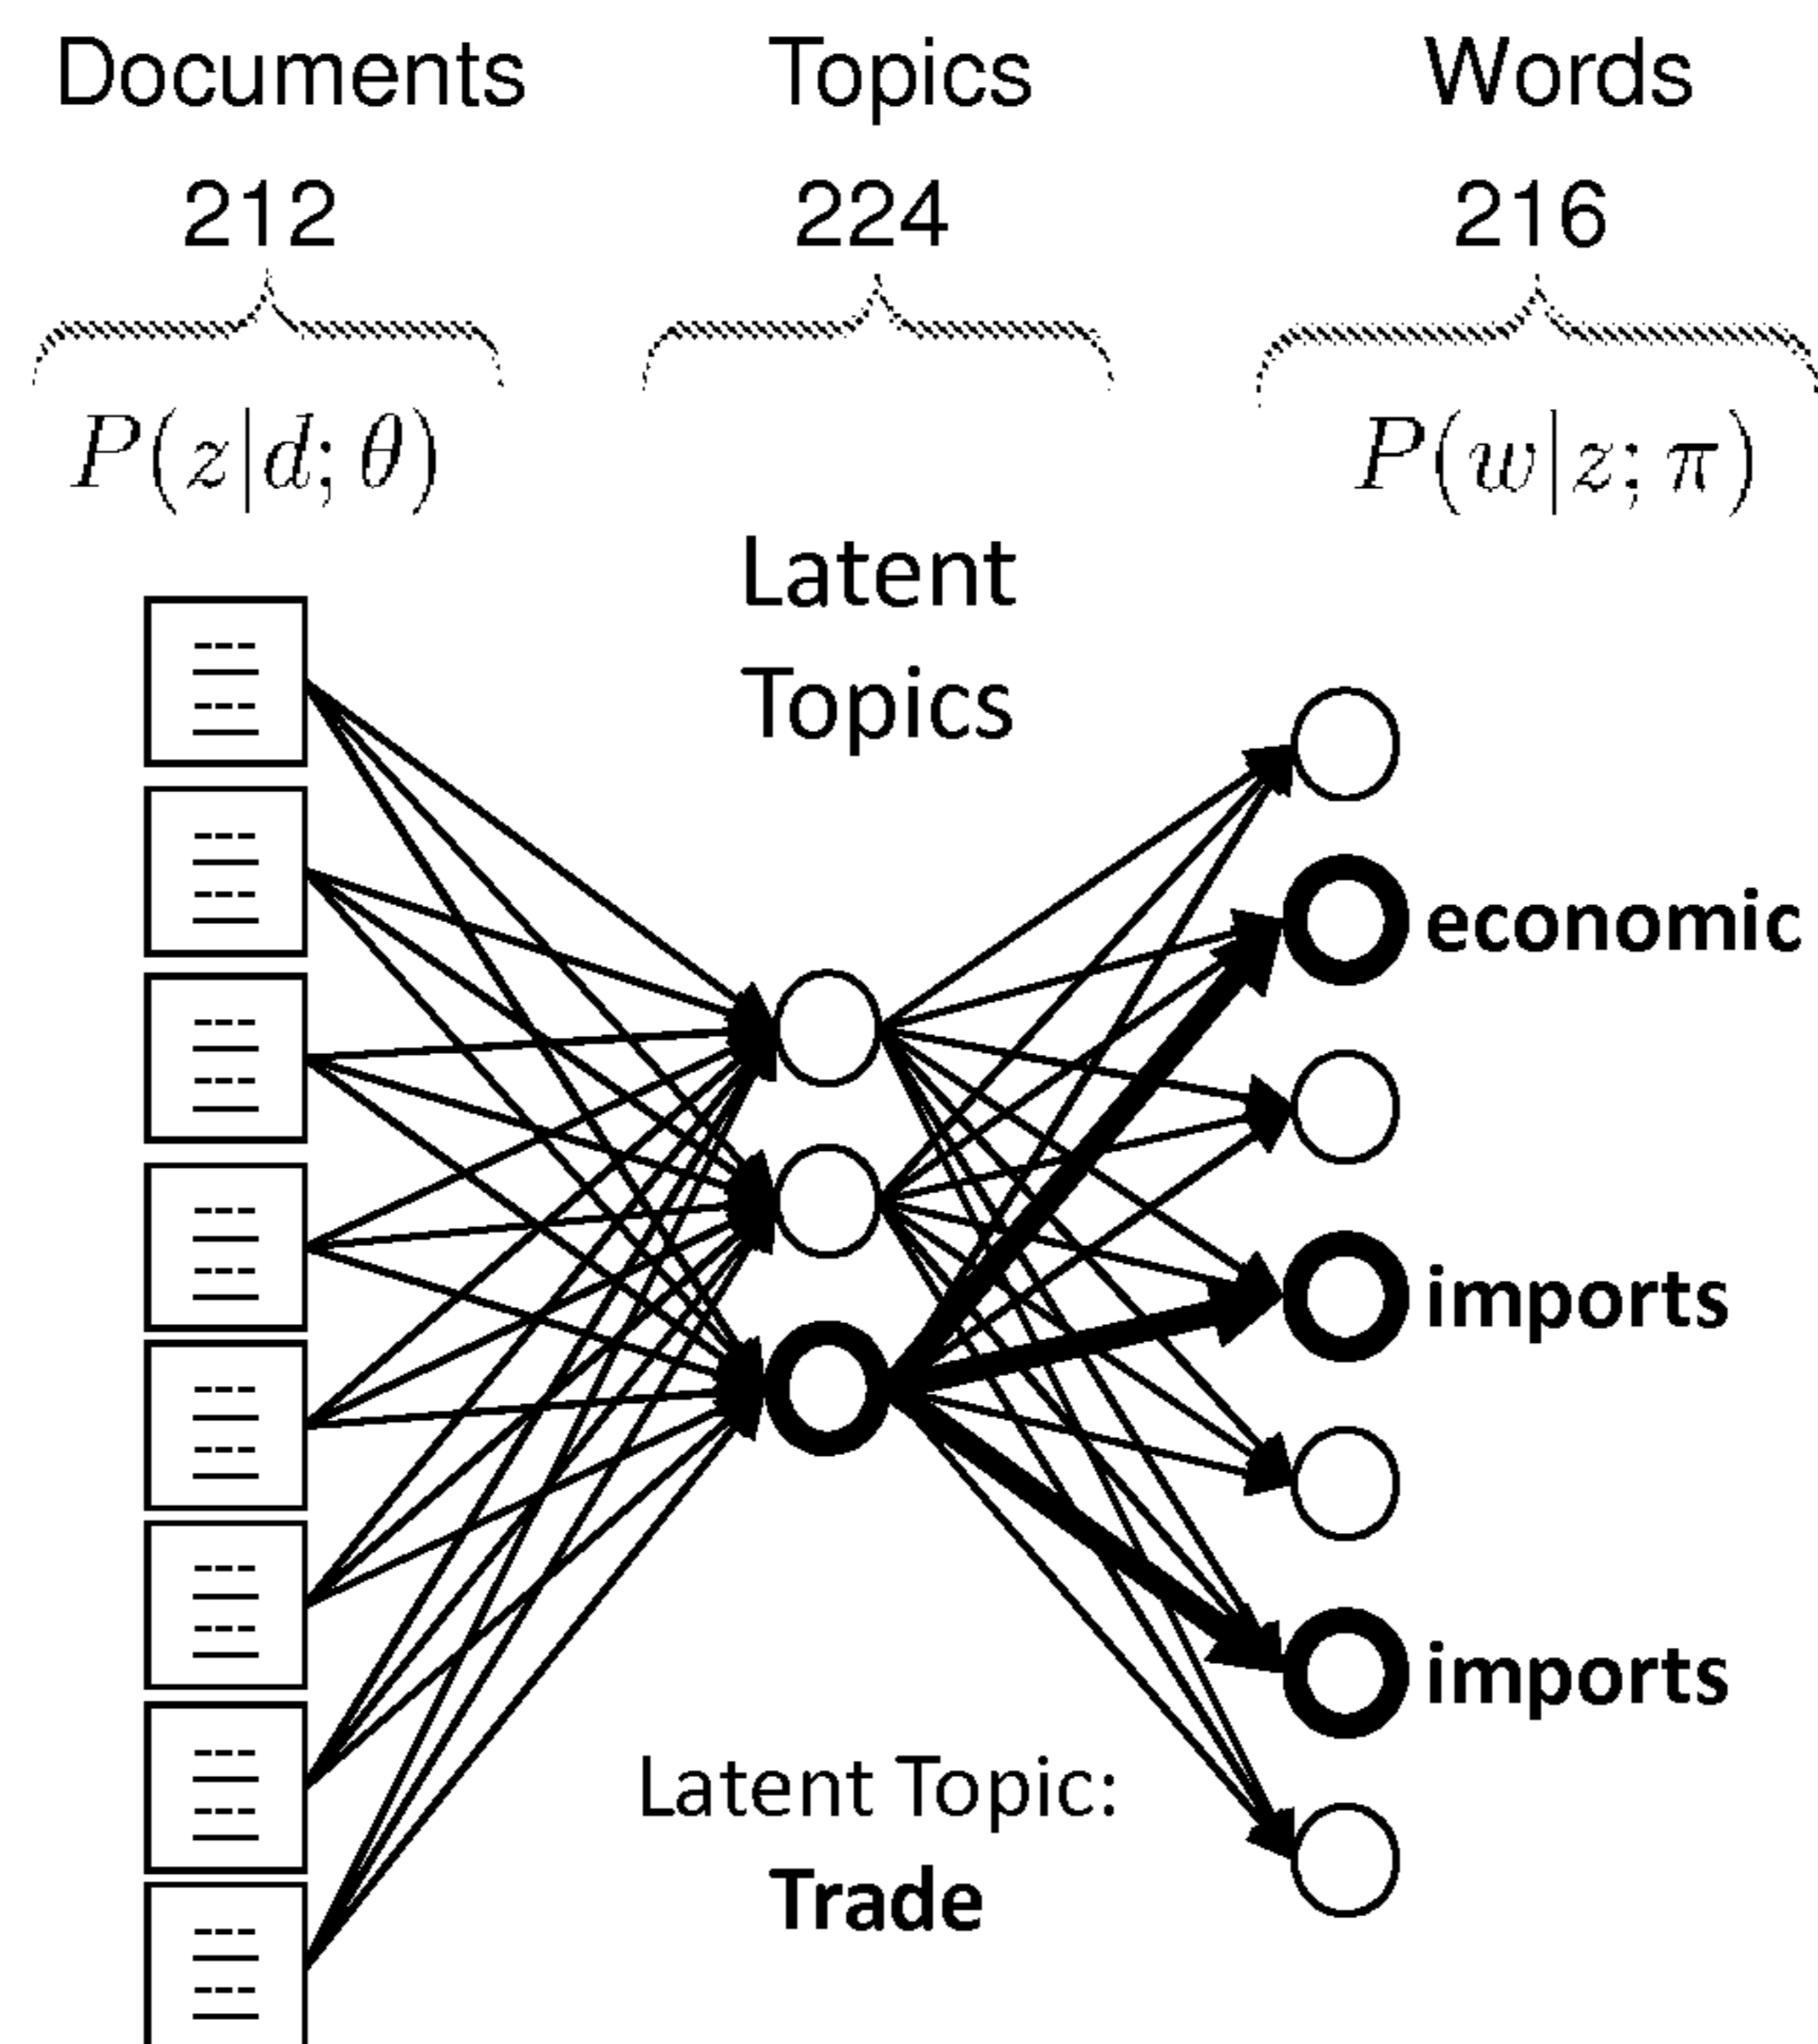 Documents Topics Words
212 224 216
P(z|d; θ) P(w|z; π)
Latent
Topics
economic
imports
imports
Latent Topic:
Trade